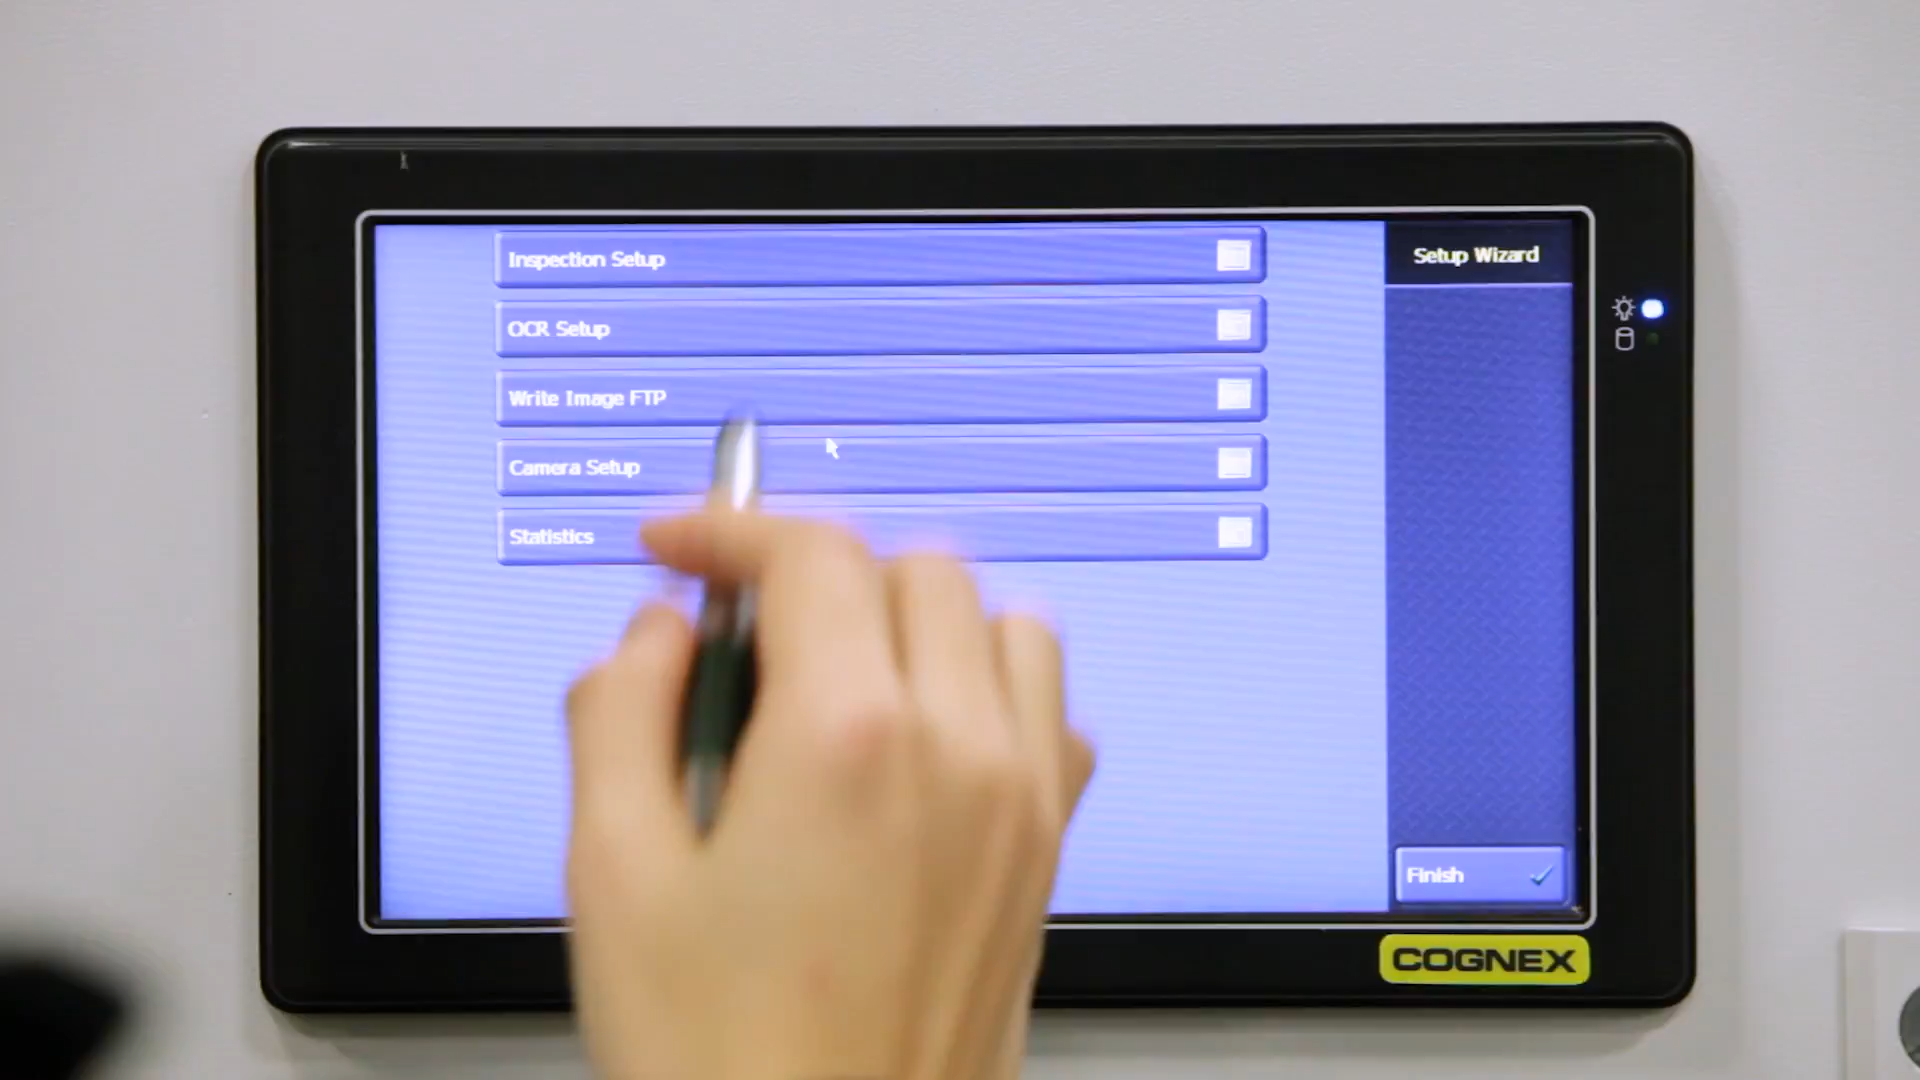 Inspection Setup
OCR Setup
Write Image FTP
Camera Setup
Statistics
Setup Wizard
Finish
COGNEX